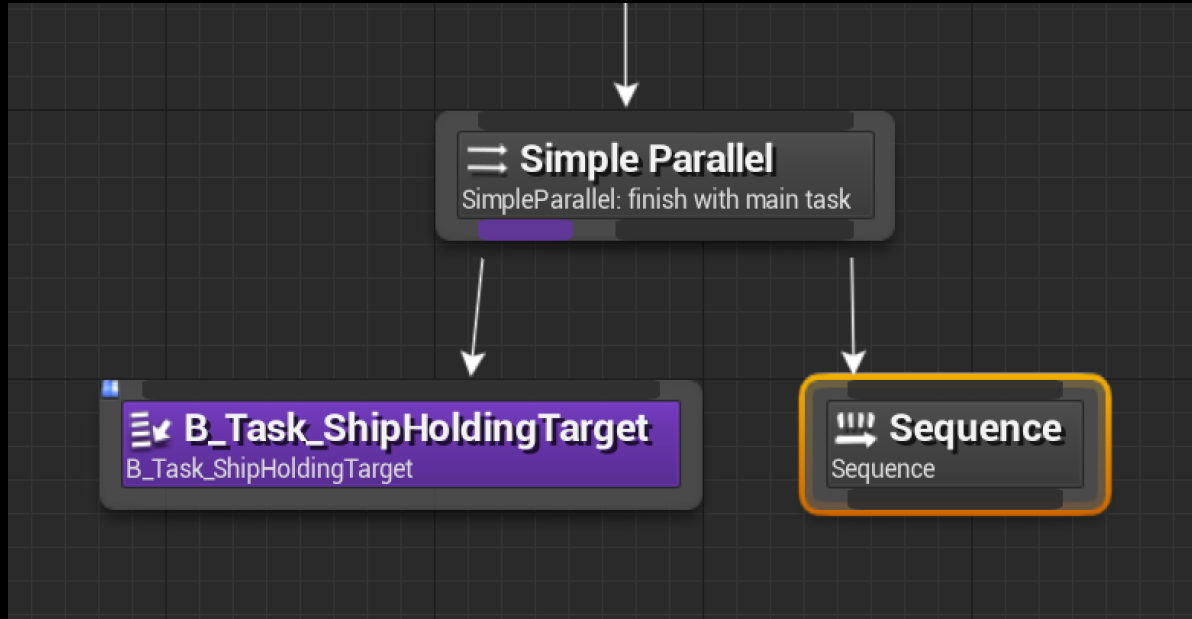 Simple Parallel
SimpleParallel: finish with main task
B_Task_ShipHoldingTarget
B_Task_ShipHoldingTarget
Sequence
Sequence